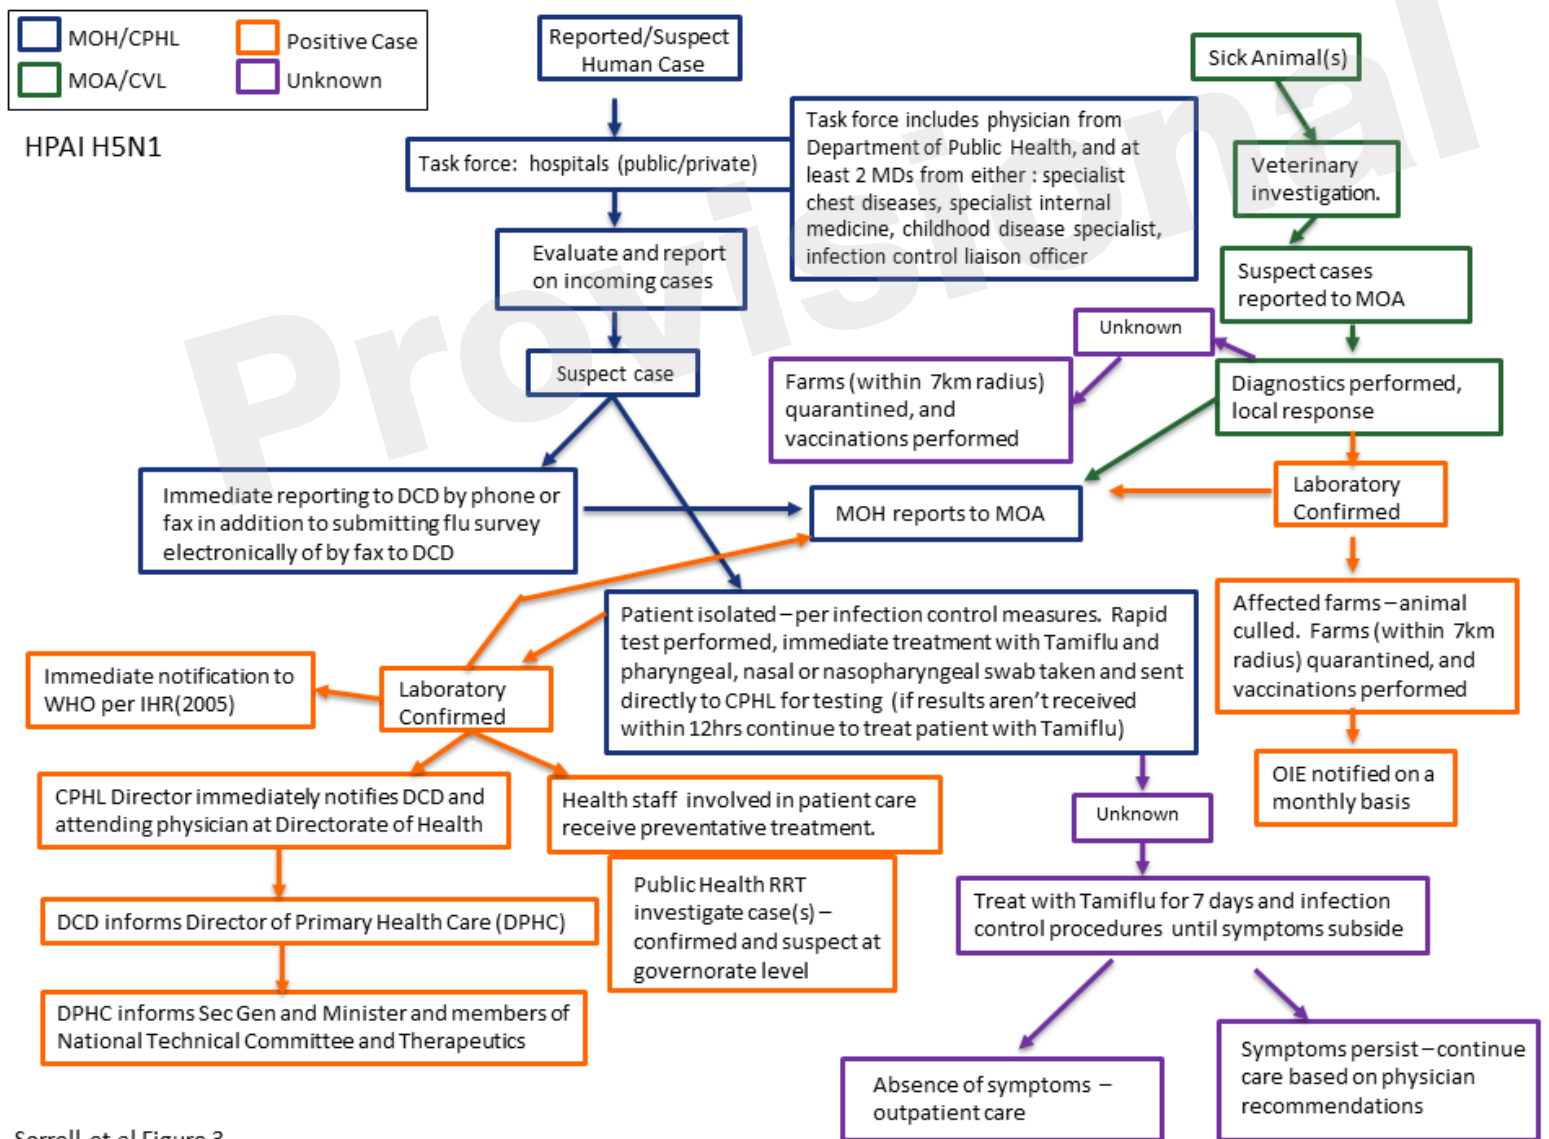 MOH/CPHL
Positive Case
MOA/CVL
Unknown
HPAI H5N1
Reported/Suspect
Human Case
Sick Animal(s)
Task force: hospitals (public/private)
Task force includes physician from
Department of Public Health, and at
least 2 MDs from either : specialist
chest diseases, specialist internal
medicine, childhood disease specialist,
infection control liaison officer
Veterinary
investigation.
Evaluate and report
on incoming cases
Suspect cases
reported to MOA
Unknown
Suspect case
Farms (within 7km radius)
quarantined, and
vaccinations performed
Diagnostics performed,
local response
Immediate reporting to DCD by phone or
fax in addition to submitting flu survey
electronically of by fax to DCD
MOH reports to MOA
Laboratory
Confirmed
Patient isolated – per infection control measures. Rapid
test performed, immediate treatment with Tamiflu and
pharyngeal, nasal or nasopharyngeal swab taken and sent
directly to CPHL for testing (if results aren't received
within 12hrs continue to treat patient with Tamiflu)
Affected farms – animal
culled. Farms (within 7km
radius) quarantined, and
vaccinations performed
Immediate notification to
WHO per IHR(2005)
Laboratory
Confirmed
OIE notified on a
monthly basis
CPHL Director immediately notifies DCD and
attending physician at Directorate of Health
Health staff involved in patient care
receive preventative treatment.
Unknown
Public Health RRT
investigate case(s) –
confirmed and suspect at
governorate level
Treat with Tamiflu for 7 days and infection
control procedures until symptoms subside
DCD informs Director of Primary Health Care (DPHC)
DPHC informs Sec Gen and Minister and members of
National Technical Committee and Therapeutics
Absence of symptoms –
outpatient care
Symptoms persist – continue
care based on physician
recommendations
Sorrell et al Figure 3
Provisional